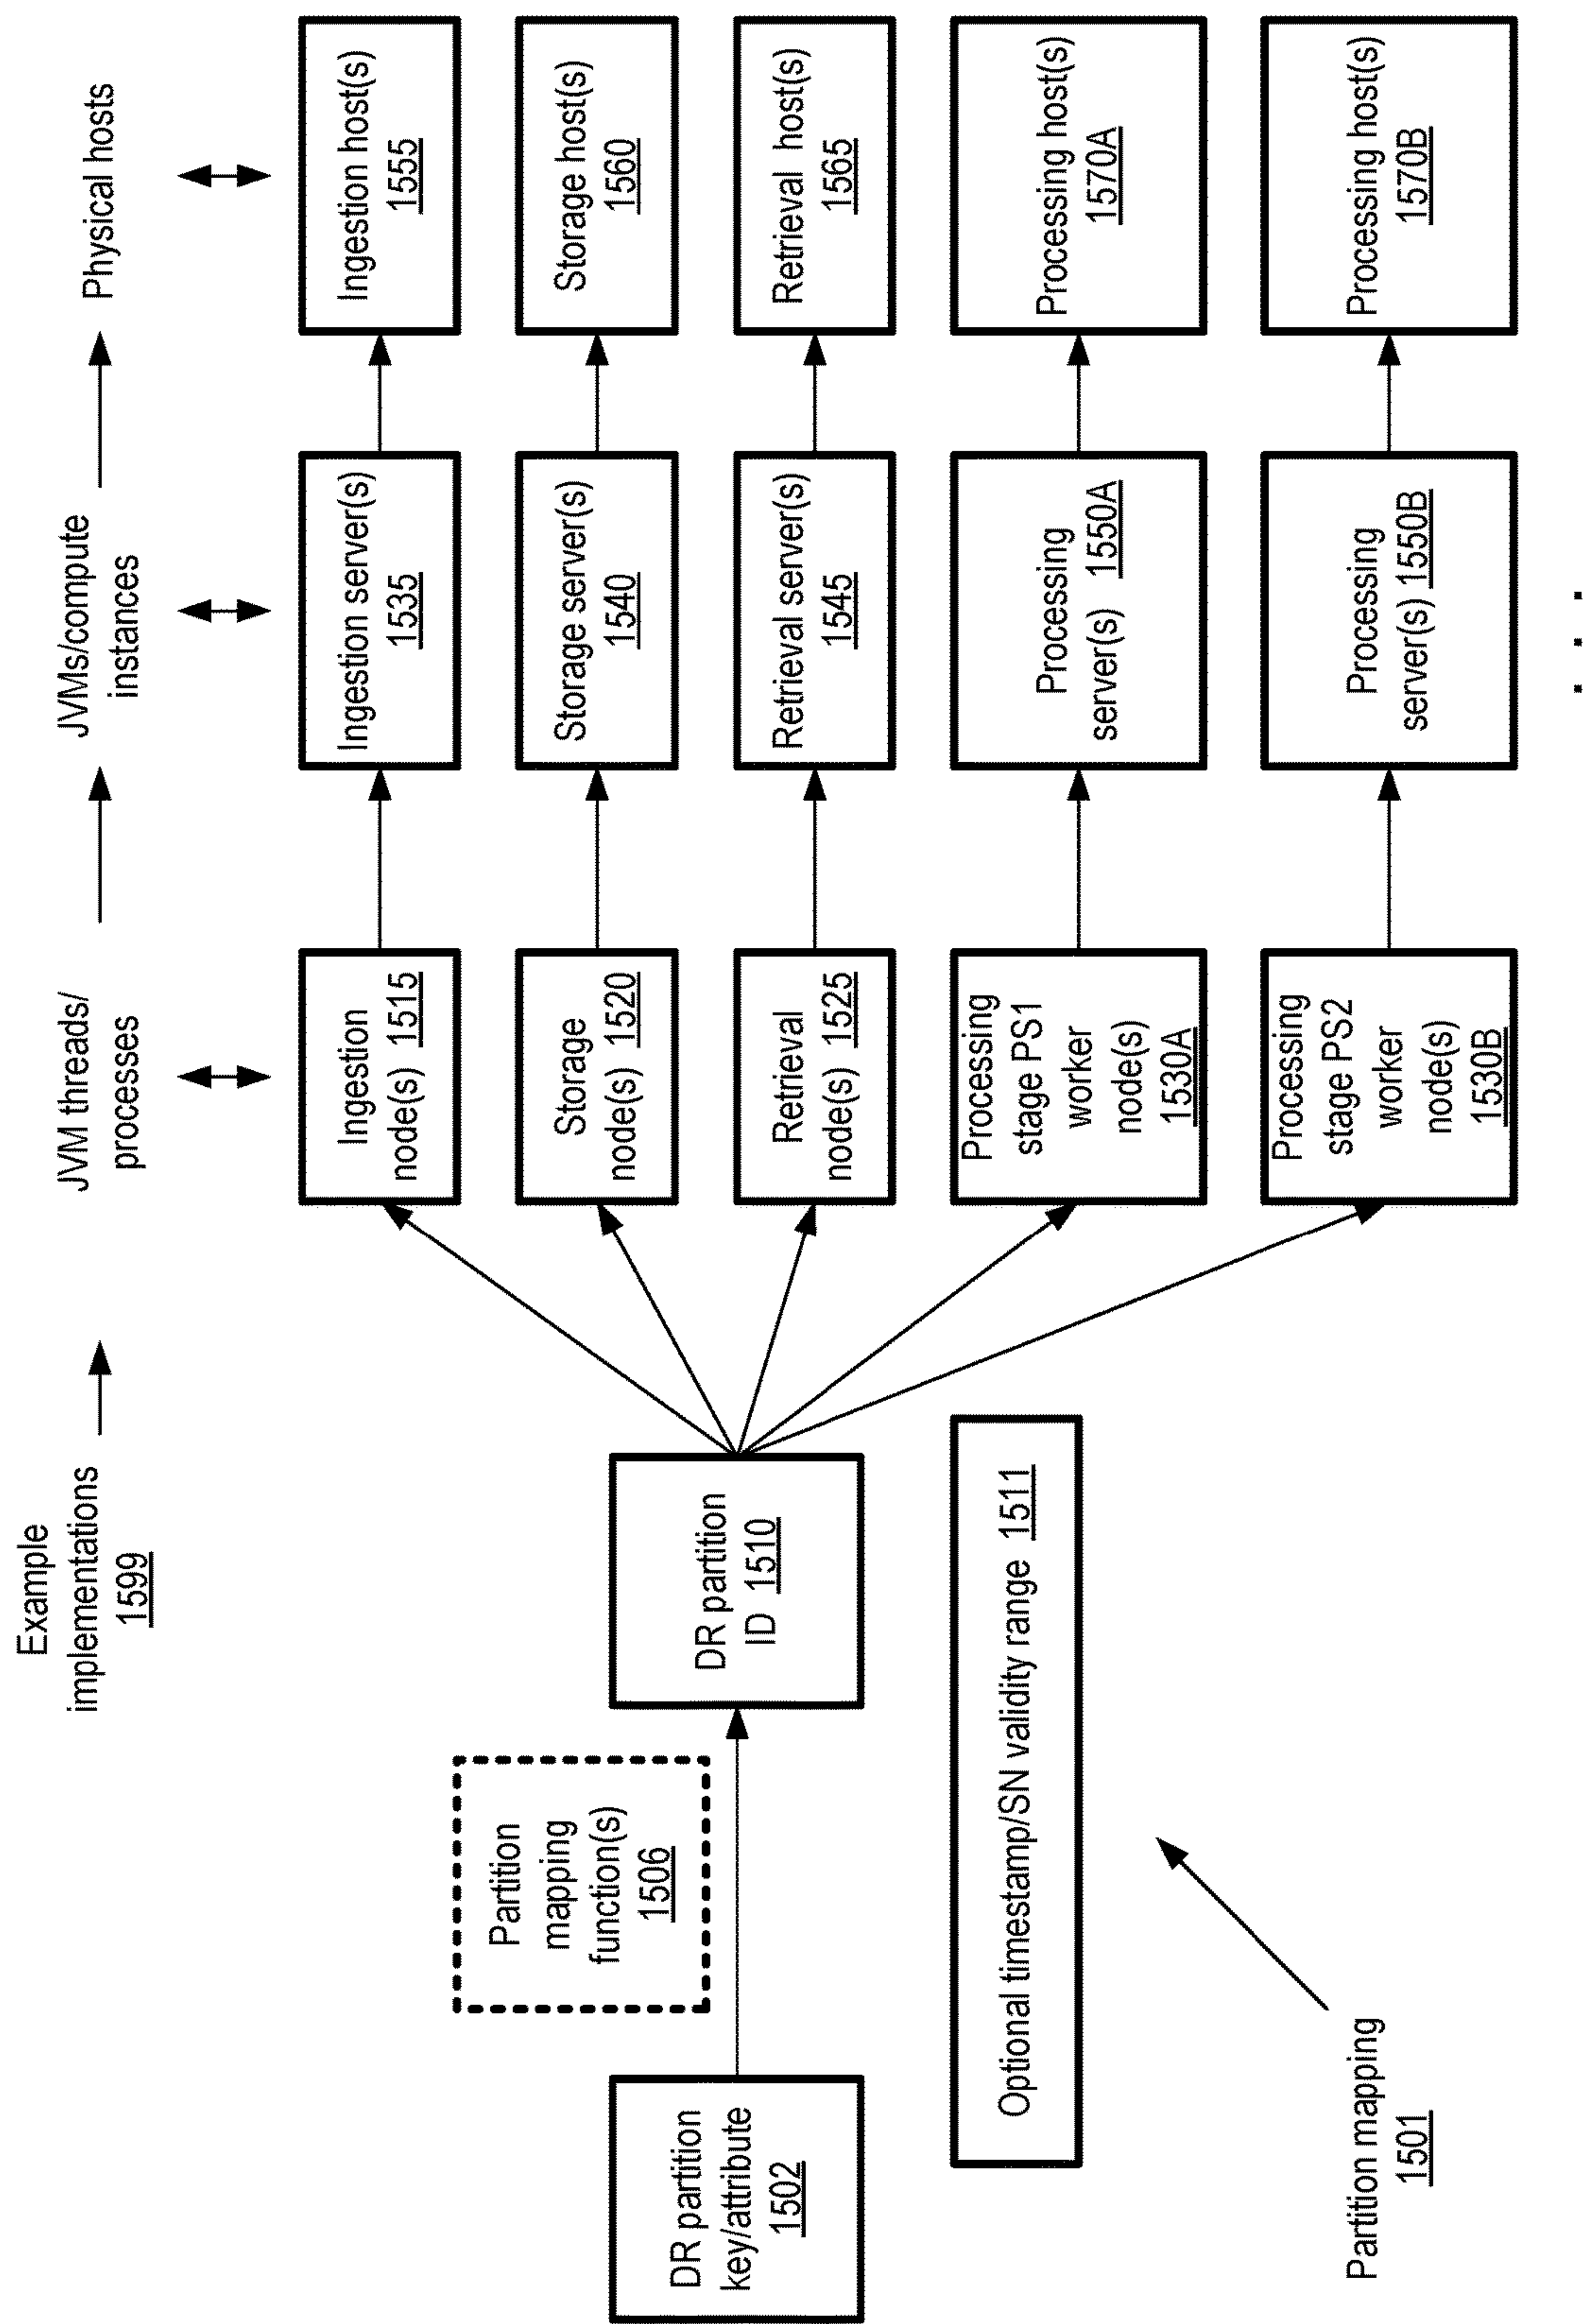 Example
implementations
1599
JVM threads/
processes
JVMs/compute
instances
Physical hosts
DR partition
key/attribute
1502
Partition
mapping
function(s)
1506
DR partition
ID 1510
Optional timestamp/SN validity range 1511
Partition mapping
1501
Ingestion
node(s) 1515
Ingestion server(s)
1535
Ingestion host(s)
1555
Storage
node(s) 1520
Storage server(s)
1540
Storage host(s)
1560
Retrieval
node(s) 1525
Retrieval server(s)
1545
Retrieval host(s)
1565
Processing
stage PS1
worker
node(s)
1530A
Processing
server(s) 1550A
Processing host(s)
1570A
Processing
stage PS2
worker
node(s)
1530B
Processing
server(s) 1550B
Processing host(s)
1570B
. . .